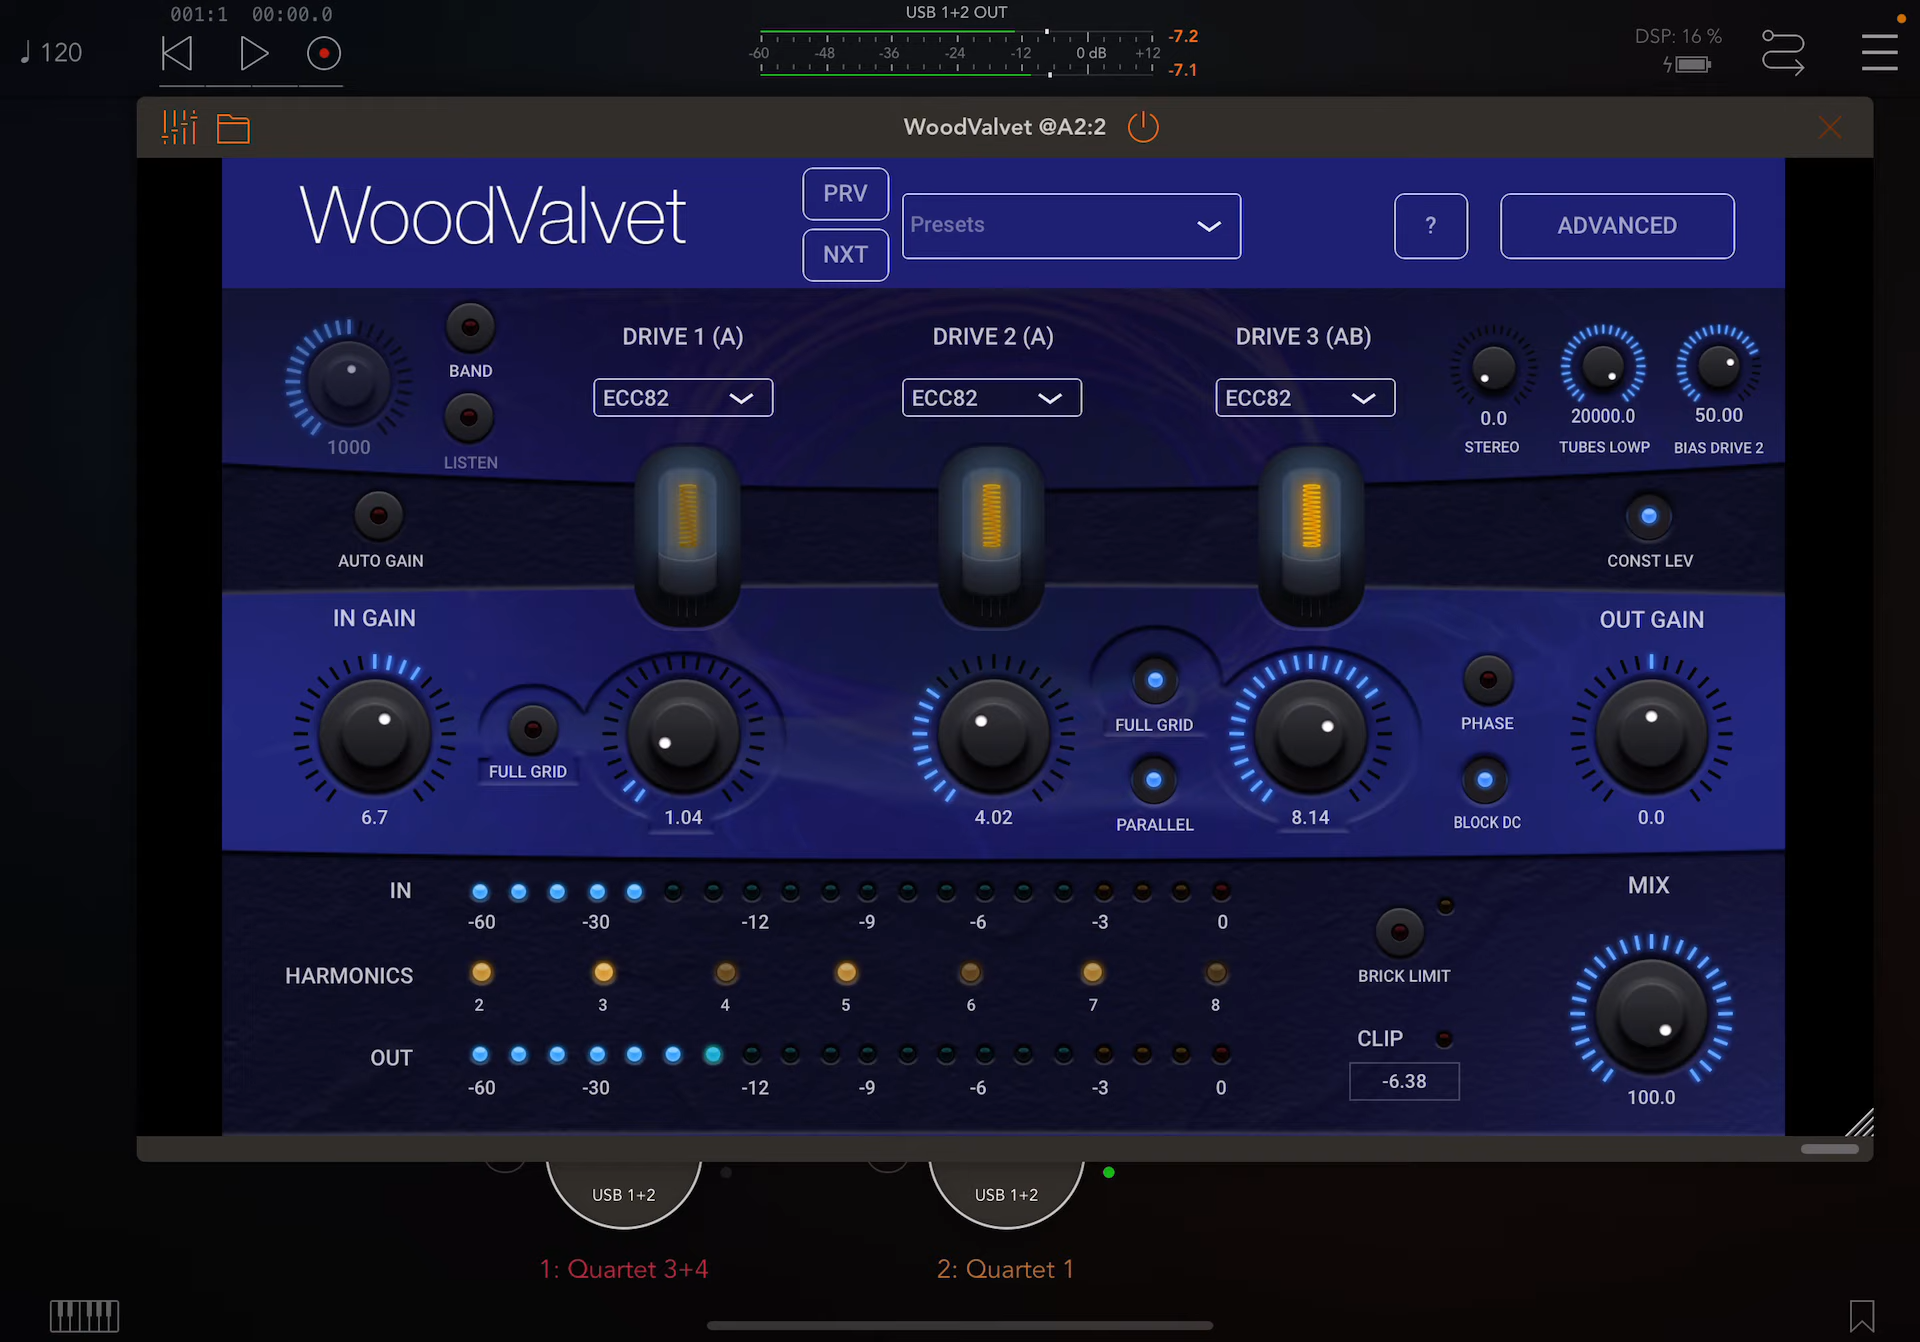 001:1 00:00.0
USB 1+2 OUT
120
-60 -48 -36 -24 -12 0 dB +12
-7.2
-7.1
DSP: 16 %
WoodValvet @A2:2
WoodValvet
PRV
NXT
Presets
?
ADVANCED
1000
BAND
LISTEN
DRIVE 1 (A)
ECC82
DRIVE 2 (A)
ECC82
DRIVE 3 (AB)
ECC82
0.0
STEREO
20000.0
TUBES LOWP
50.00
BIAS DRIVE 2
AUTO GAIN
CONST LEV
IN GAIN
6.7
FULL GRID
1.04
4.02
FULL GRID
PARALLEL
8.14
PHASE
BLOCK DC
OUT GAIN
0.0
IN
-60 -30 -12 -9 -6 -3 0
HARMONICS
2 3 4 5 6 7 8
OUT
-60 -30 -12 -9 -6 -3 0
BRICK LIMIT
CLIP
-6.38
MIX
100.0
USB 1+2
USB 1+2
1: Quartet 3+4
2: Quartet 1